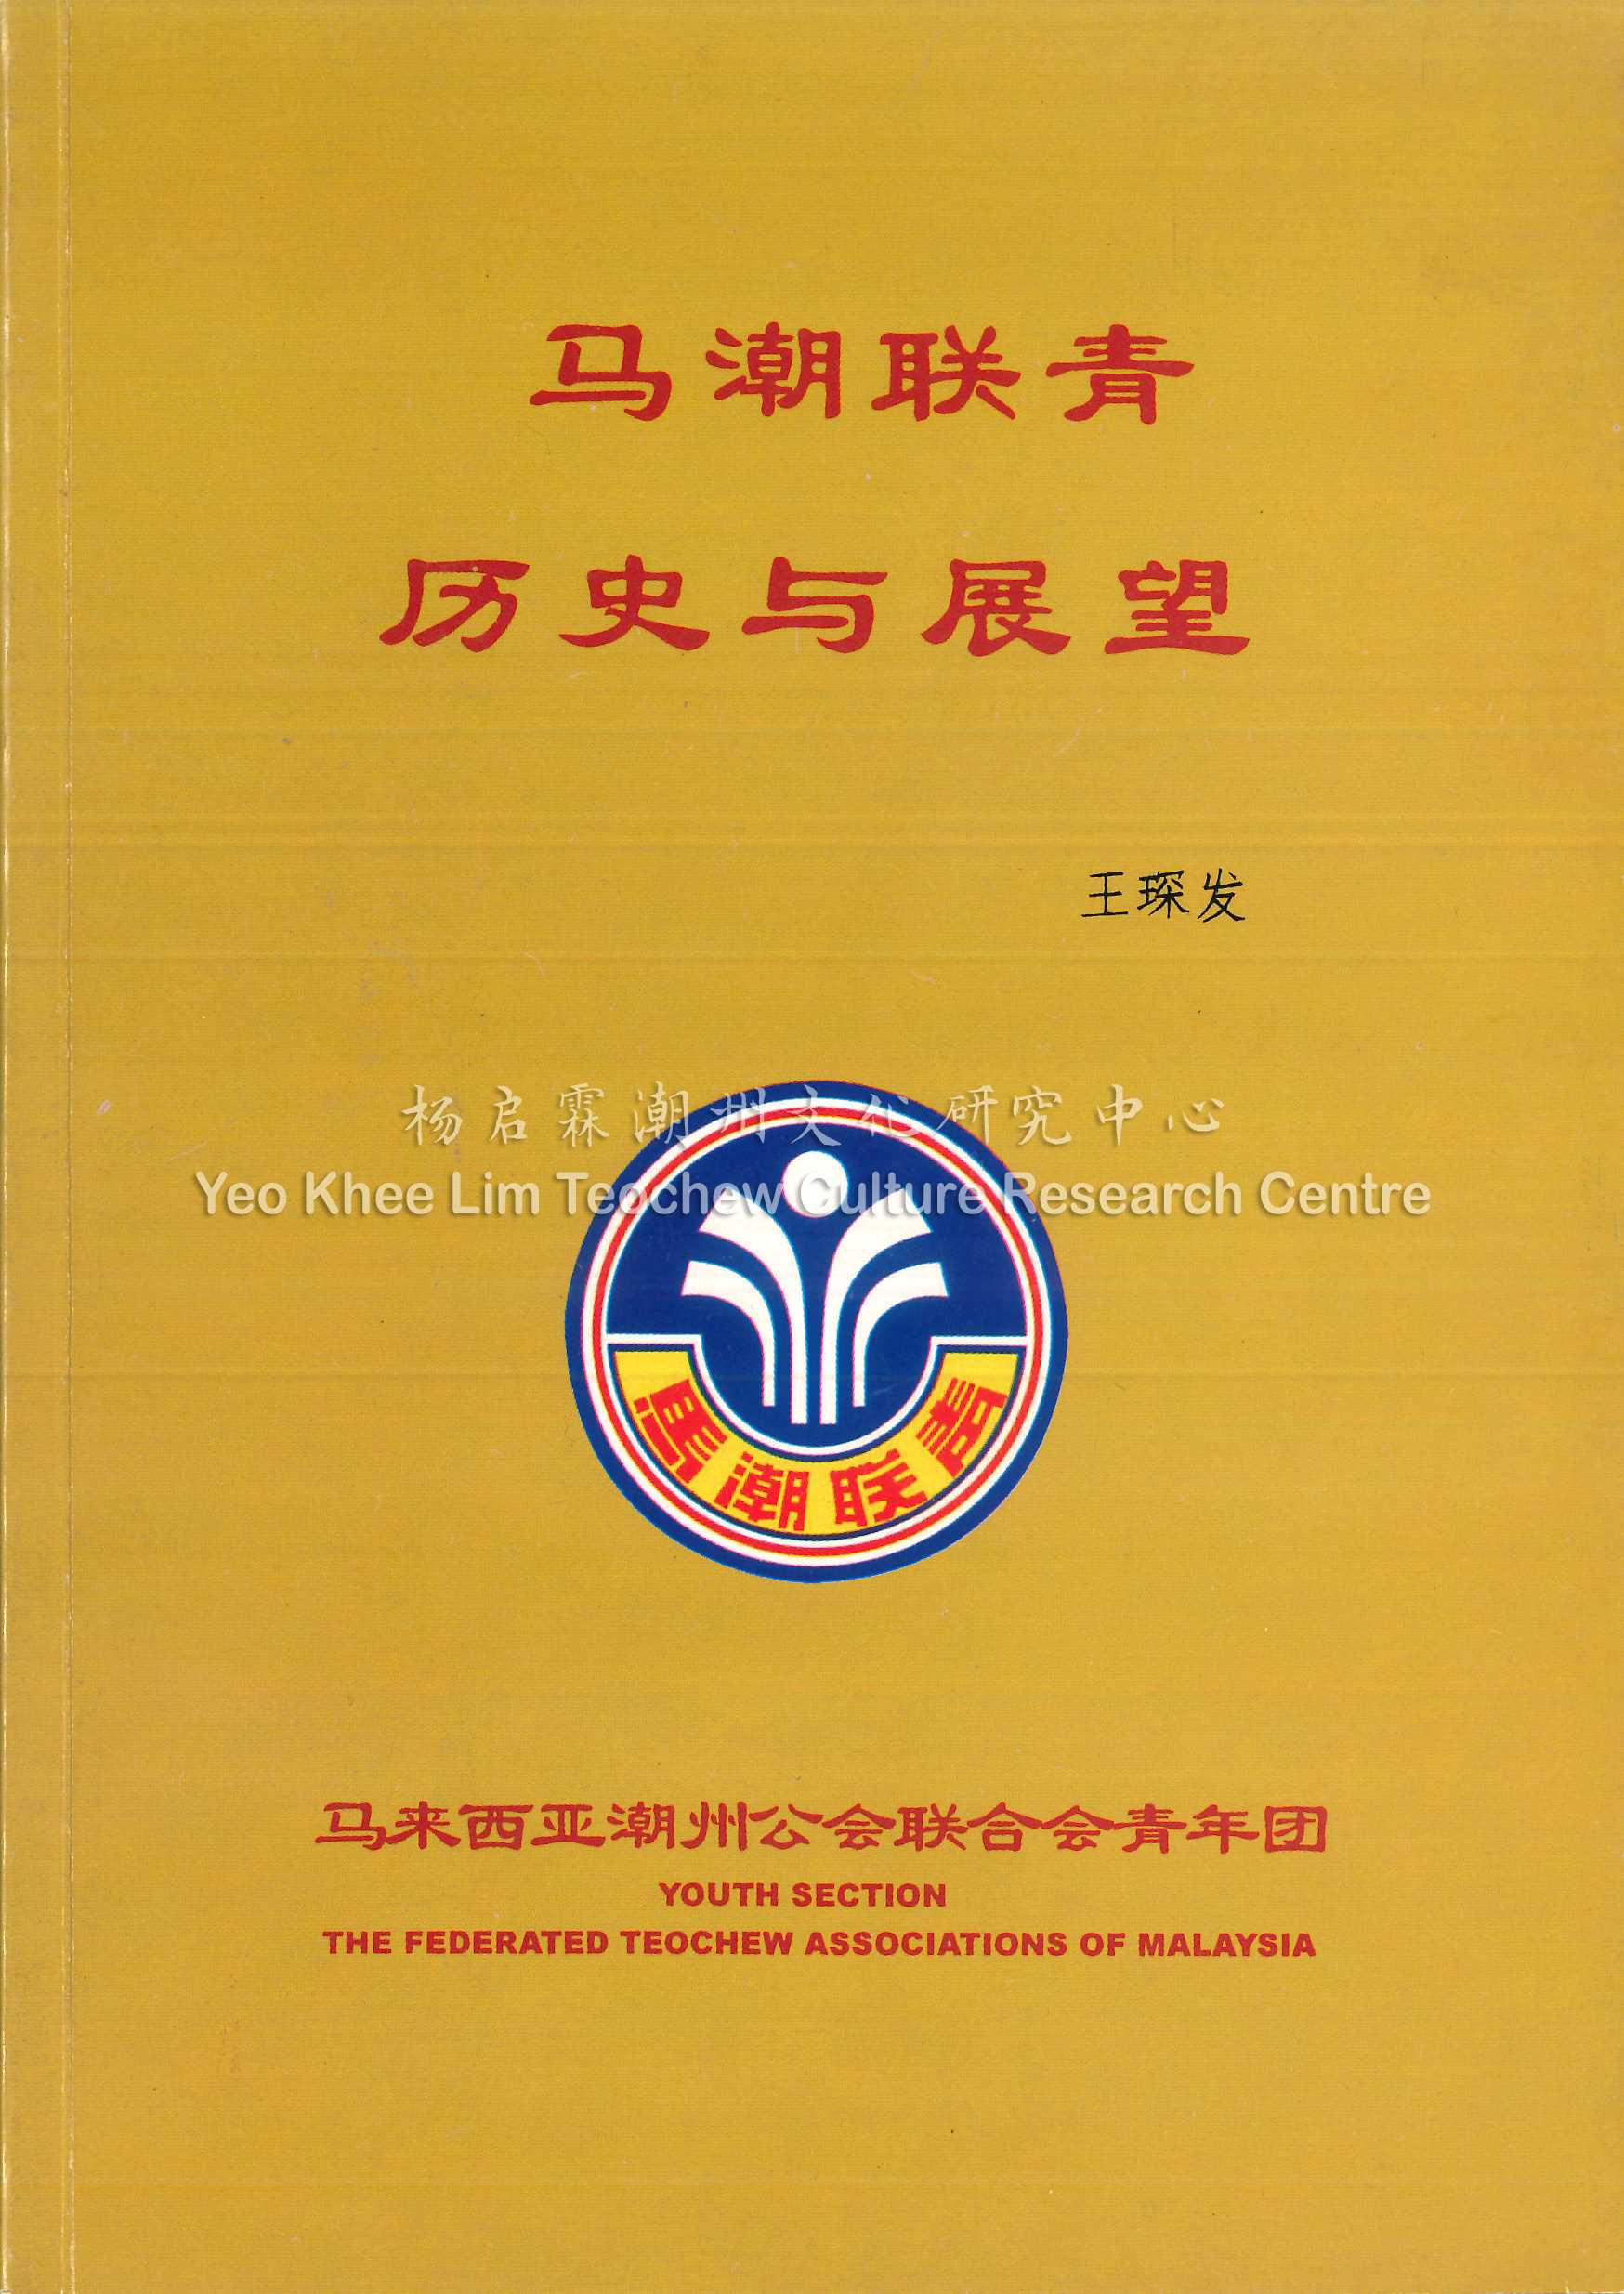 马潮联青
历史与展望
王琛发
杨启霖潮州文化研究中心
Yeo Khee Lim Teochew Culture Research Centre
馬潮联青
马来西亚潮州公会联合会青年团
YOUTH SECTION
THE FEDERATED TEOCHEW ASSOCIATIONS OF MALAYSIA